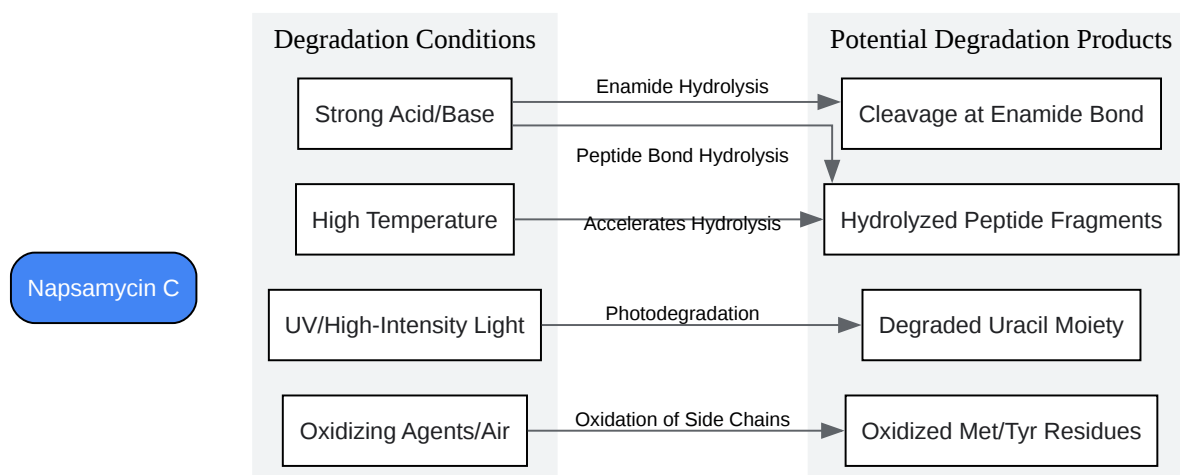 Degradation Conditions
Potential Degradation Products
Strong Acid/Base
Enamide Hydrolysis
Cleavage at Enamide Bond
Peptide Bond Hydrolysis
High Temperature
Accelerates Hydrolysis
Hydrolyzed Peptide Fragments
Napsamycin C
UV/High-Intensity Light
Photodegradation
Degraded Uracil Moiety
Oxidizing Agents/Air
Oxidation of Side Chains
Oxidized Met/Tyr Residues